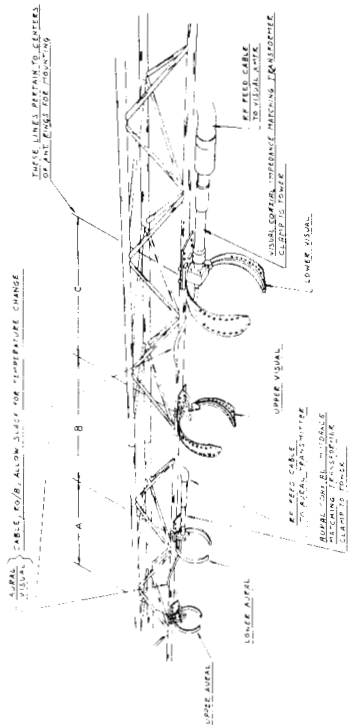 AURAL
VISUAL
CABLE, EQ/B, ALLOW SLACK FOR TEMPERATURE CHANGE
THESE LINES PERTAIN TO CENTERS
OF ANT RINGS FOR MOUNTING
A
B
C
UPPER AURAL
LOWER AURAL
RF FEED CABLE
TO AURAL TRANSMITTER
AURAL COAXIAL IMPEDANCE
MATCHING TRANSFORMER
CLAMP TO TOWER
UPPER VISUAL
LOWER VISUAL
VISUAL COAXIAL IMPEDANCE MATCHING TRANSFORMER
CLAMP TO TOWER
RF FEED CABLE
TO VISUAL XMTR